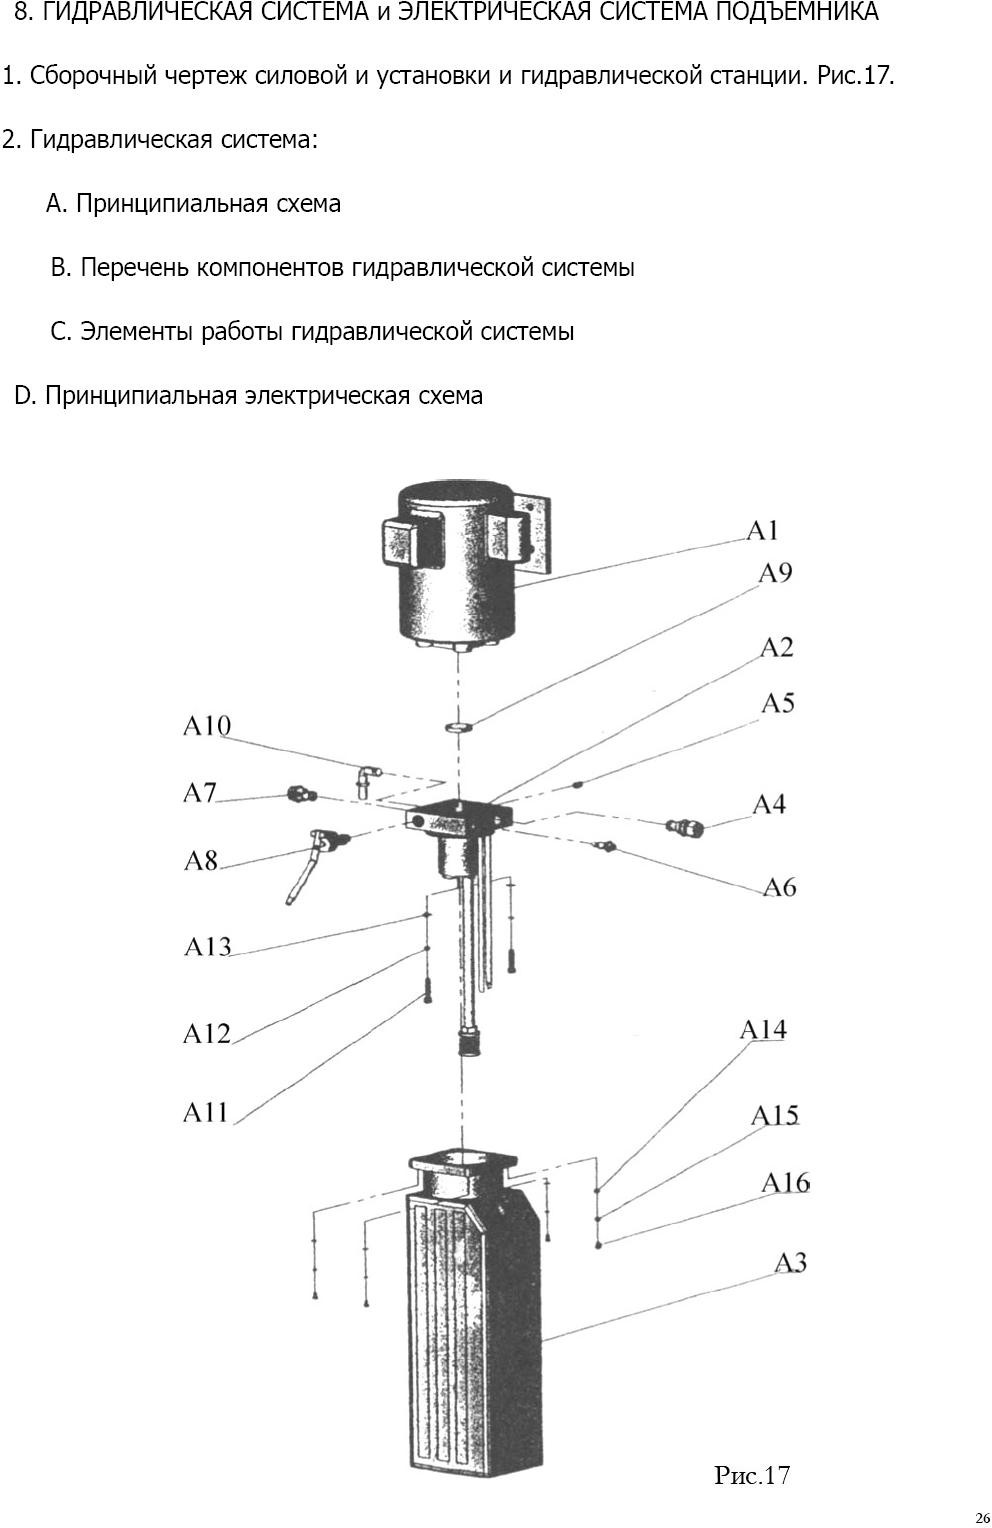 8. ГИДРАВЛИЧЕСКАЯ СИСТЕМА и ЭЛЕКТРИЧЕСКАЯ СИСТЕМА ПОДЪЕМНИКА
1. Сборочный чертеж силовой и установки и гидравлической станции. Рис.17.
2. Гидравлическая система:
A. Принципиальная схема
B. Перечень компонентов гидравлической системы
C. Элементы работы гидравлической системы
D. Принципиальная электрическая схема
A1
A9
A2
A5
A10
A7
A4
A8
A6
A13
A12
A14
A11
A15
A16
A3
Рис.17
26